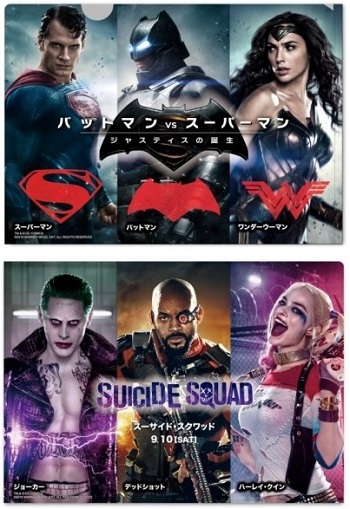 バットマン vs スーパーマン
ジャスティスの誕生
スーパーマン
バットマン
ワンダーウーマン
SUICIDE SQUAD
スーサイド・スクワッド
9.10[SAT]
ジョーカー
デッドショット
ハーレイ・クイン